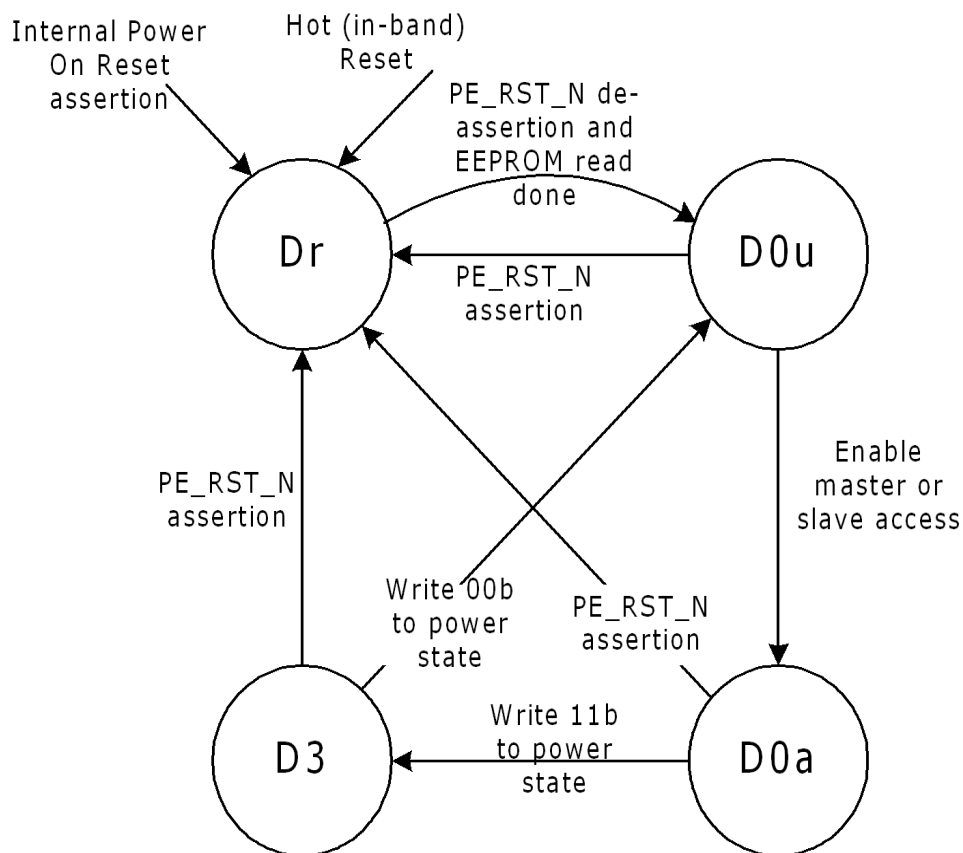 Internal Power
On Reset
assertion
Hot (in-band)
Reset
PE_RST_N de-
assertion and
EEPROM read
done
Dr
D0u
PE_RST_N
assertion
PE_RST_N
assertion
Enable
master or
slave access
Write 00b
to power
state
PE_RST_N
assertion
D3
Write 11b
to power
state
D0a